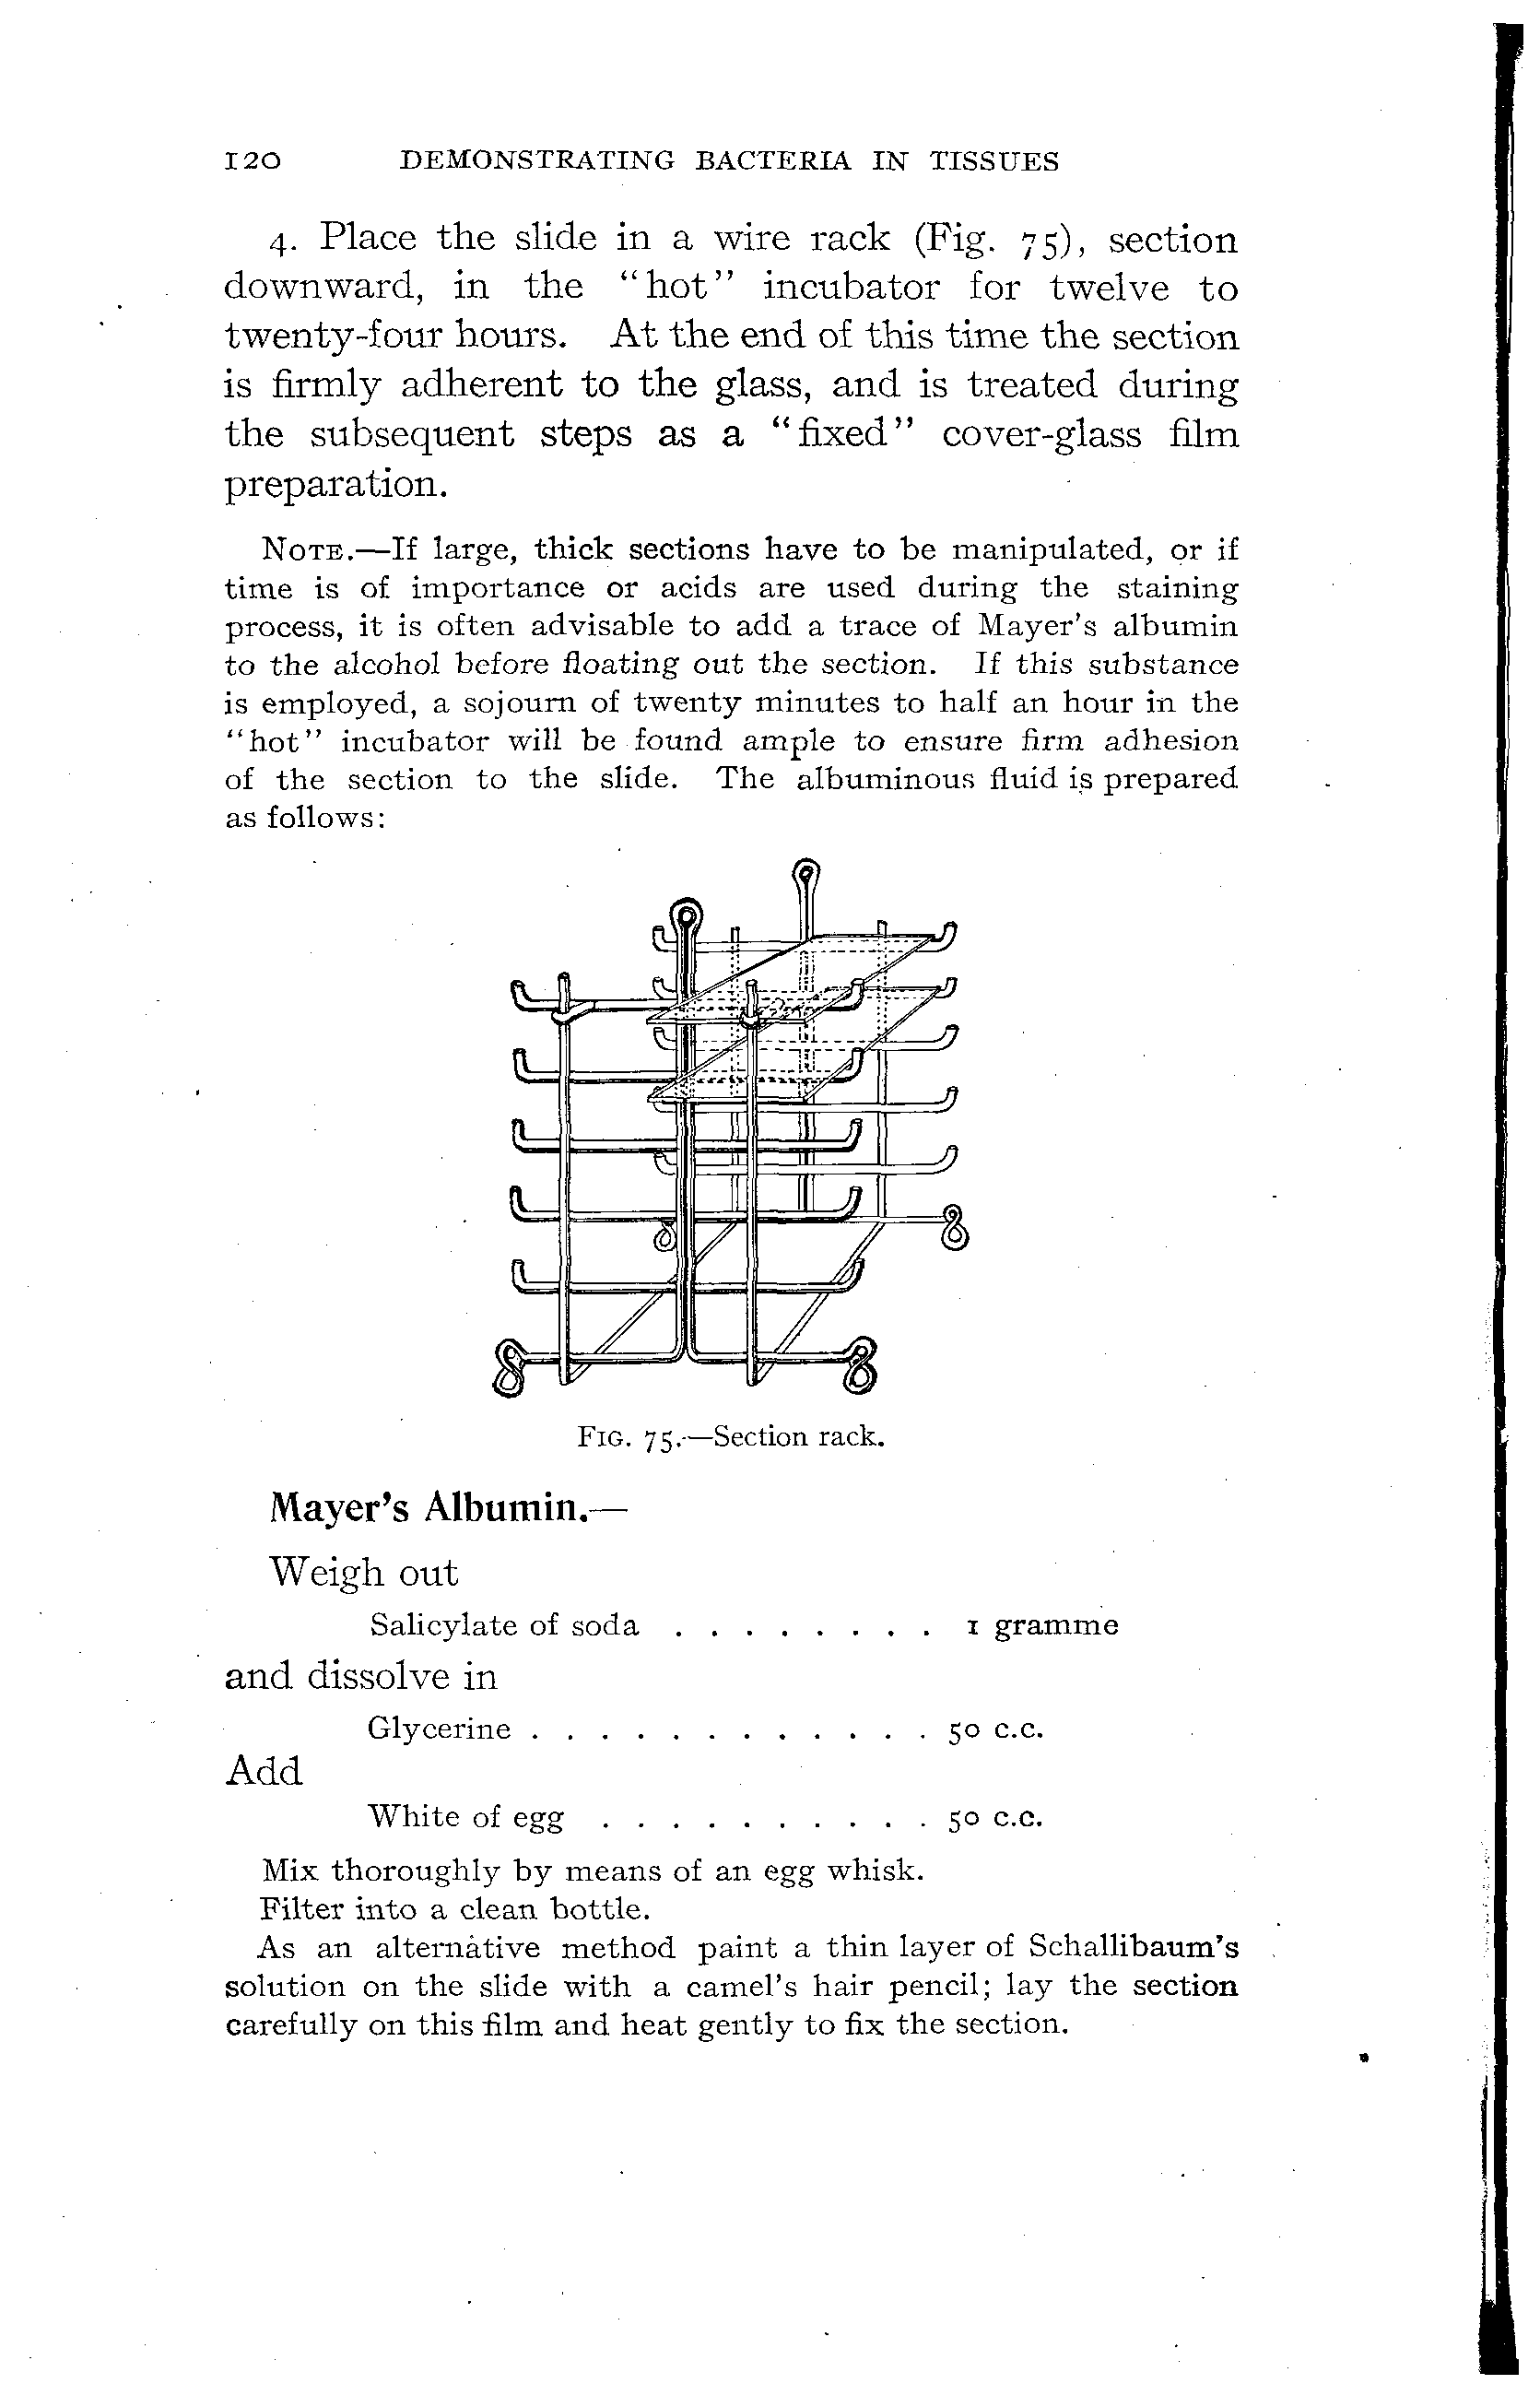 120 DEMONSTRATING BACTERIA IN TISSUES
4. Place the slide in a wire rack (Fig. 75), section
downward, in the "hot" incubator for twelve to
twenty-four hours. At the end of this time the section
is firmly adherent to the glass, and is treated during
the subsequent steps as a "fixed" cover-glass film
preparation.
NOTE.—If large, thick sections have to be manipulated, or if
time is of importance or acids are used during the staining
process, it is often advisable to add a trace of Mayer's albumin
to the alcohol before floating out the section. If this substance
is employed, a sojourn of twenty minutes to half an hour in the
"hot" incubator will be found ample to ensure firm adhesion
of the section to the slide. The albuminous fluid is prepared
as follows:
FIG. 75.—Section rack.
Mayer's Albumin.—
Weigh out
Salicylate of soda . . . . . . . . 1 gramme
and dissolve in
Glycerine . . . . . . . . . . . . 50 c.c.
Add
White of egg . . . . . . . . . . 50 c.c.
Mix thoroughly by means of an egg whisk.
Filter into a clean bottle.
As an alternative method paint a thin layer of Schallibaum's
solution on the slide with a camel's hair pencil; lay the section
carefully on this film and heat gently to fix the section.